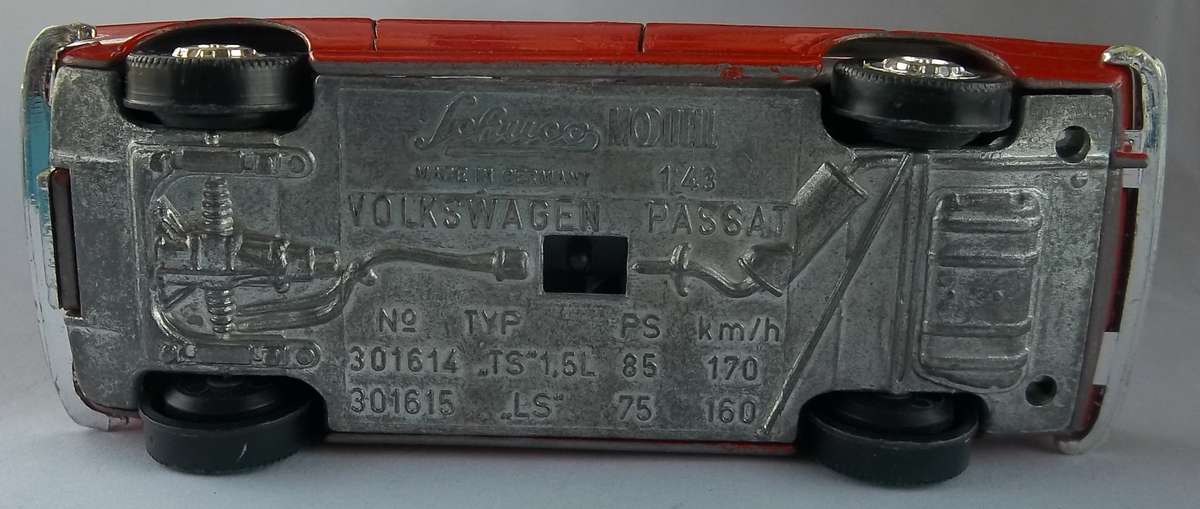 Schuco MODELL
MADE IN GERMANY 1:43
VOLKSWAGEN PASSAT
Nº TYP PS km/h
301614 „TS“ 1,5L 85 170
301615 „LS“ 75 160